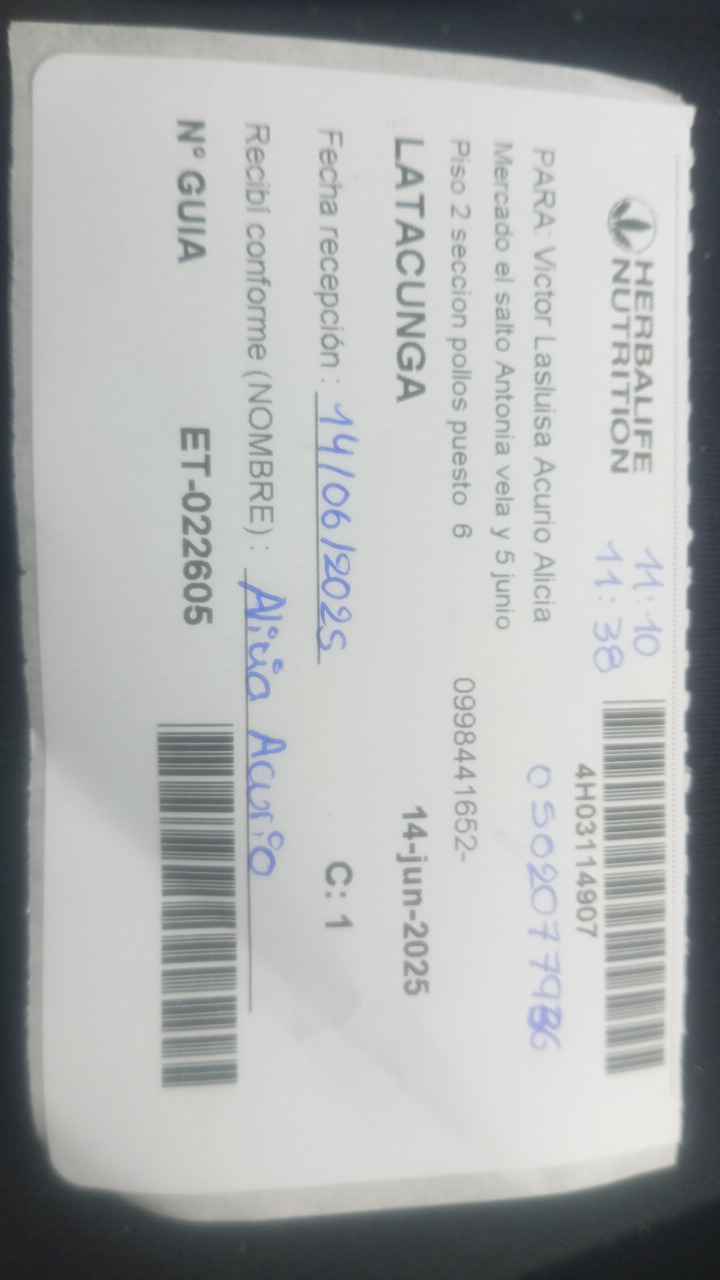 HERBALIFE
NUTRITION
11:10
11:38
4H03114907
PARA: Victor Lasluisa Acurio Alicia
Mercado el salto Antonia vela y 5 junio
Piso 2 seccion pollos puesto 6
0998441652-
LATACUNGA
14-jun-2025
Fecha recepción : 14/06/2025
C: 1
Recibí conforme (NOMBRE) : Alicia Acurio
Nº GUIA
ET-022605